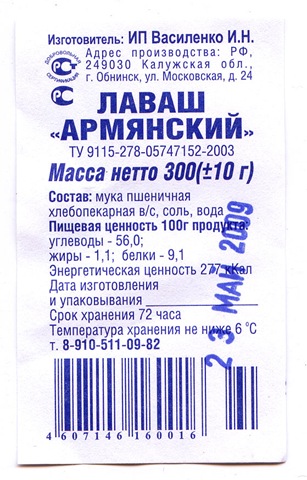 Изготовитель: ИП Василенко И.Н.
Адрес производства: РФ,
249030 Калужская обл.,
г. Обнинск, ул. Московская, д. 24
ДОБРОВОЛЬНАЯ
СЕРТИФИКАЦИЯ
ЛАВАШ
«АРМЯНСКИЙ»
ТУ 9115-278-05747152-2003
Масса нетто 300(±10 г)
Состав: мука пшеничная
хлебопекарная в/с, соль, вода
Пищевая ценность 100г продукта:
углеводы - 56,0;
жиры - 1,1; белки - 9,1
Энергетическая ценность 277 кКал
Дата изготовления
и упаковывания
Срок хранения 72 часа
Температура хранения не ниже 6 °С
т. 8-910-511-09-82
23 МАЙ 2009
4 607146 160016